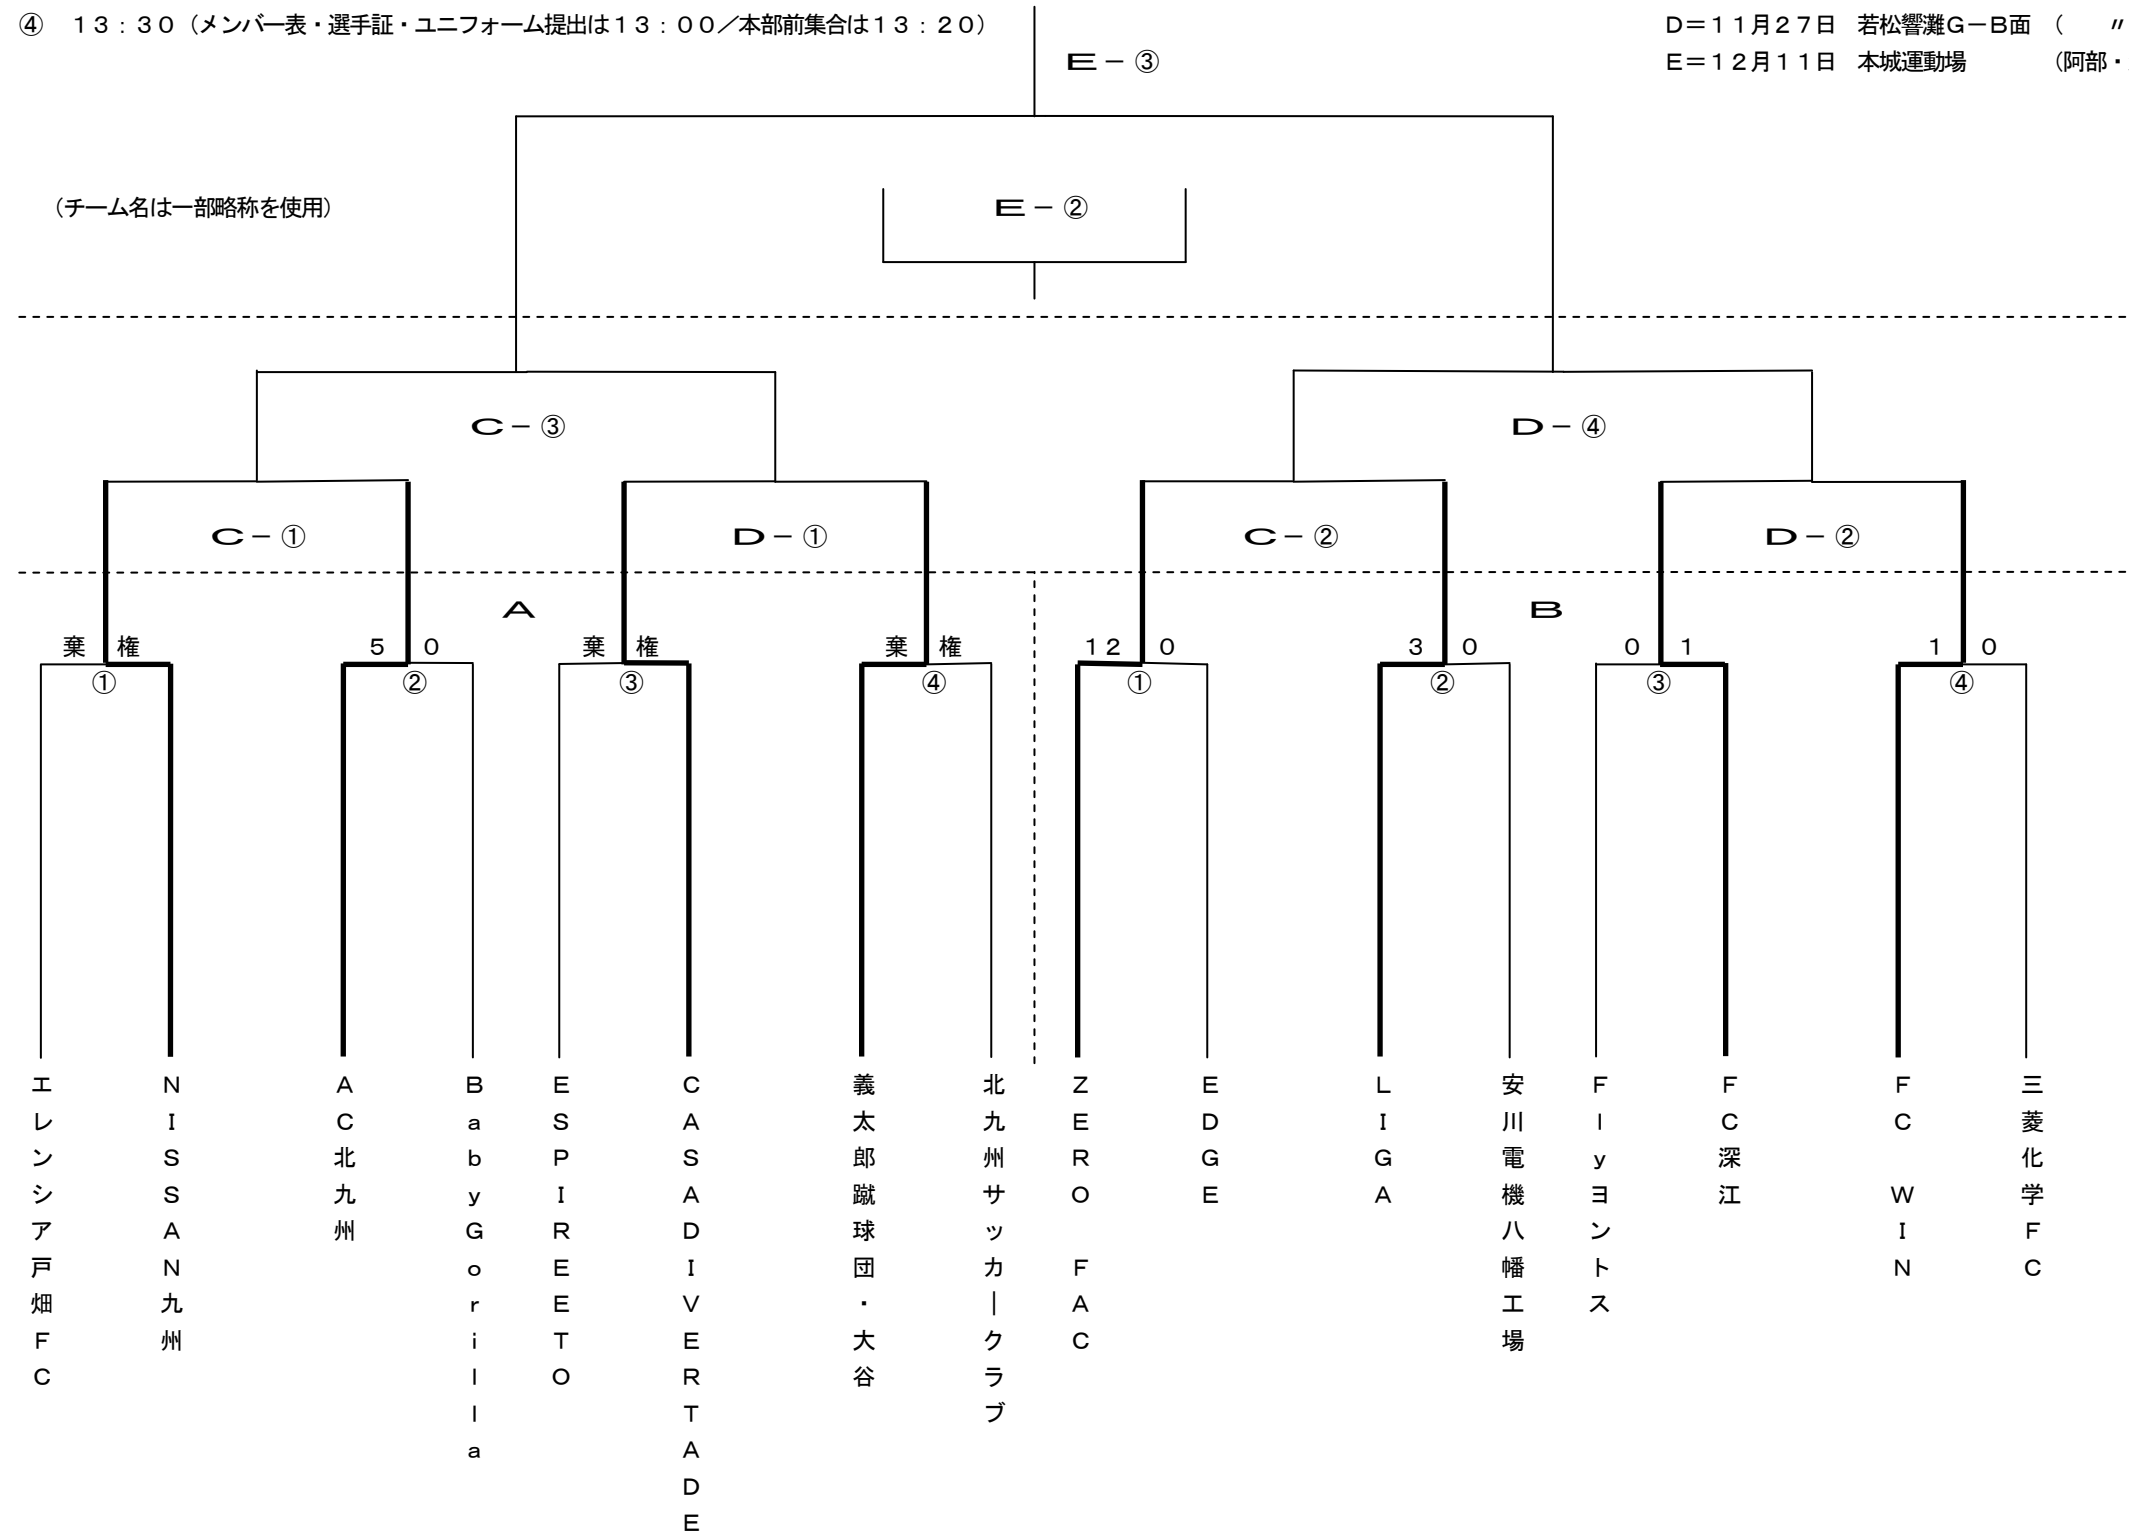 ④　１３：３０（メンバー表・選手証・ユニフォーム提出は１３：００／本部前集合は１３：２０）
Ｄ＝１１月２７日　若松響灘Ｇ－Ｂ面　（　　〃
Ｅ＝１２月１１日　本城運動場　　　　（阿部・
Ｅ－③
（チーム名は一部略称を使用）
Ｅ－②
Ｃ－③
Ｄ－④
Ｃ－①
Ｄ－①
Ｃ－②
Ｄ－②
Ａ
Ｂ
棄 権
５ ０
棄 権
棄 権
１２ ０
３ ０
０ １
１ ０
①
②
③
④
①
②
③
④
エレンシア戸畑ＦＣ
ＮＩＳＳＡＮ九州
ＡＣ北九州
ＢａｂｙＧｏｒｉｌｌａ
ＥＳＰＩＲＥＥＴＯ
ＣＡＳＡＤＩＶＥＲＴＡＤＥ
義太郎蹴球団・大谷
北九州サッカークラブ
ＺＥＲＯ　ＦＡＣ
ＥＤＧＥ
ＬＩＧＡ
安川電機八幡工場
Ｆｌｙヨントス
ＦＣ深江
ＦＣ　ＷＩＮ
三菱化学ＦＣ